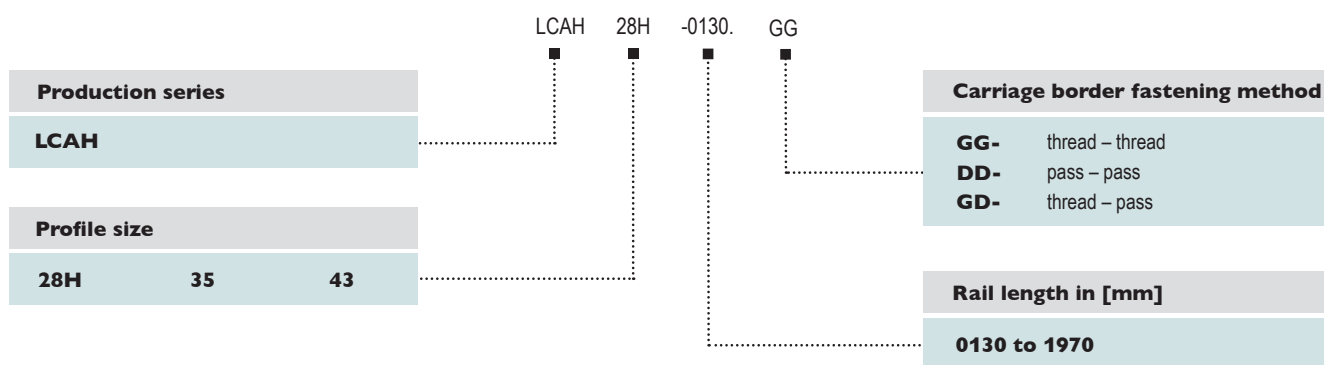 LCAH 28H -0130. GG
Production series
LCAH
Profile size
28H 35 43
Carriage border fastening method
GG- thread – thread
DD- pass – pass
GD- thread – pass
Rail length in [mm]
0130 to 1970